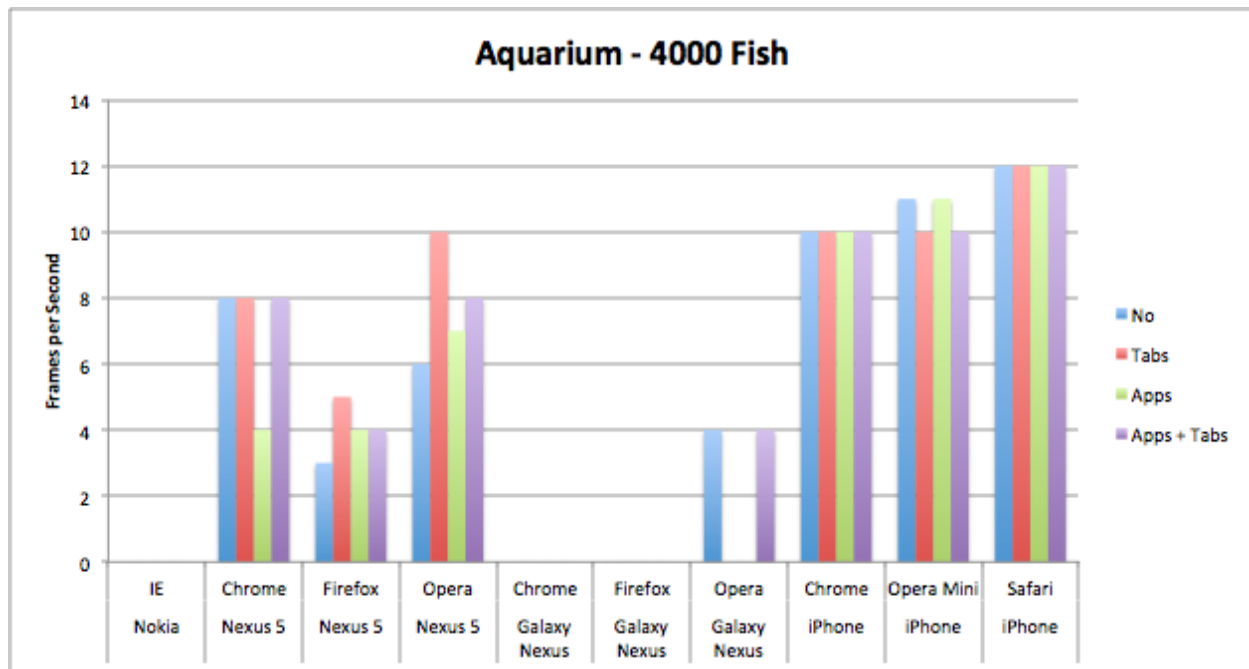 Aquarium - 4000 Fish
14
12
10
8
6
4
2
0
Frames per Second
IE Chrome Firefox Opera Chrome Firefox Opera Chrome Opera Mini Safari
Nokia Nexus 5 Nexus 5 Nexus 5 Galaxy Galaxy Galaxy iPhone iPhone iPhone
Nexus Nexus Nexus
No
Tabs
Apps
Apps + Tabs